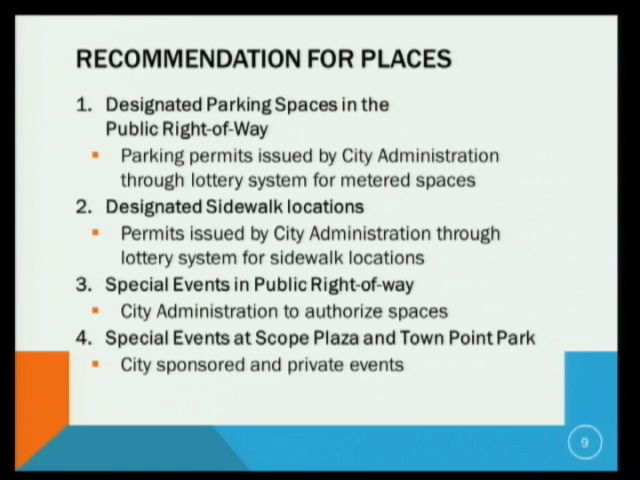 RECOMMENDATION FOR PLACES
1. Designated Parking Spaces in the
Public Right-of-Way
▪ Parking permits issued by City Administration
through lottery system for metered spaces
2. Designated Sidewalk locations
▪ Permits issued by City Administration through
lottery system for sidewalk locations
3. Special Events in Public Right-of-way
▪ City Administration to authorize spaces
4. Special Events at Scope Plaza and Town Point Park
▪ City sponsored and private events
9